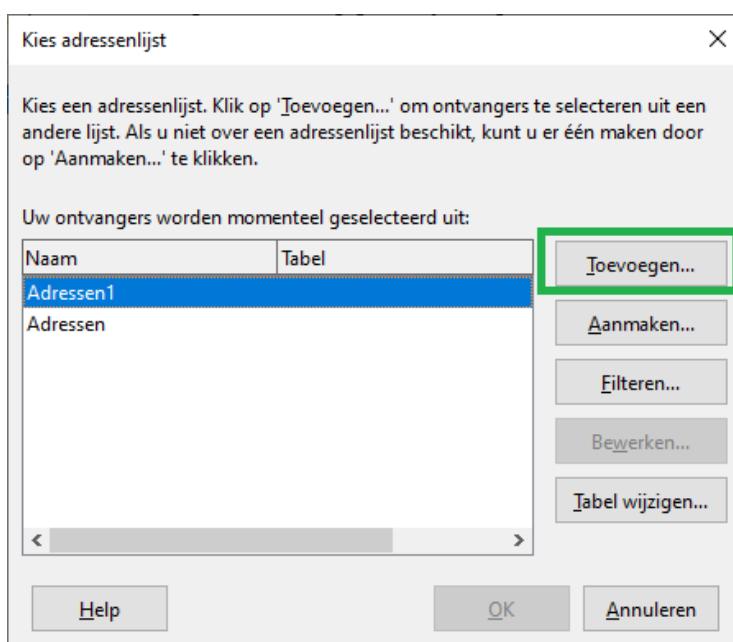 Kies adressenlijst
Kies een adressenlijst. Klik op 'Toevoegen...' om ontvangers te selecteren uit een
andere lijst. Als u niet over een adressenlijst beschikt, kunt u er één maken door
op 'Aanmaken...' te klikken.
Uw ontvangers worden momenteel geselecteerd uit:
Naam Tabel
Adressen1
Adressen
Toevoegen...
Aanmaken...
Filteren...
Bewerken...
Tabel wijzigen...
Help OK Annuleren